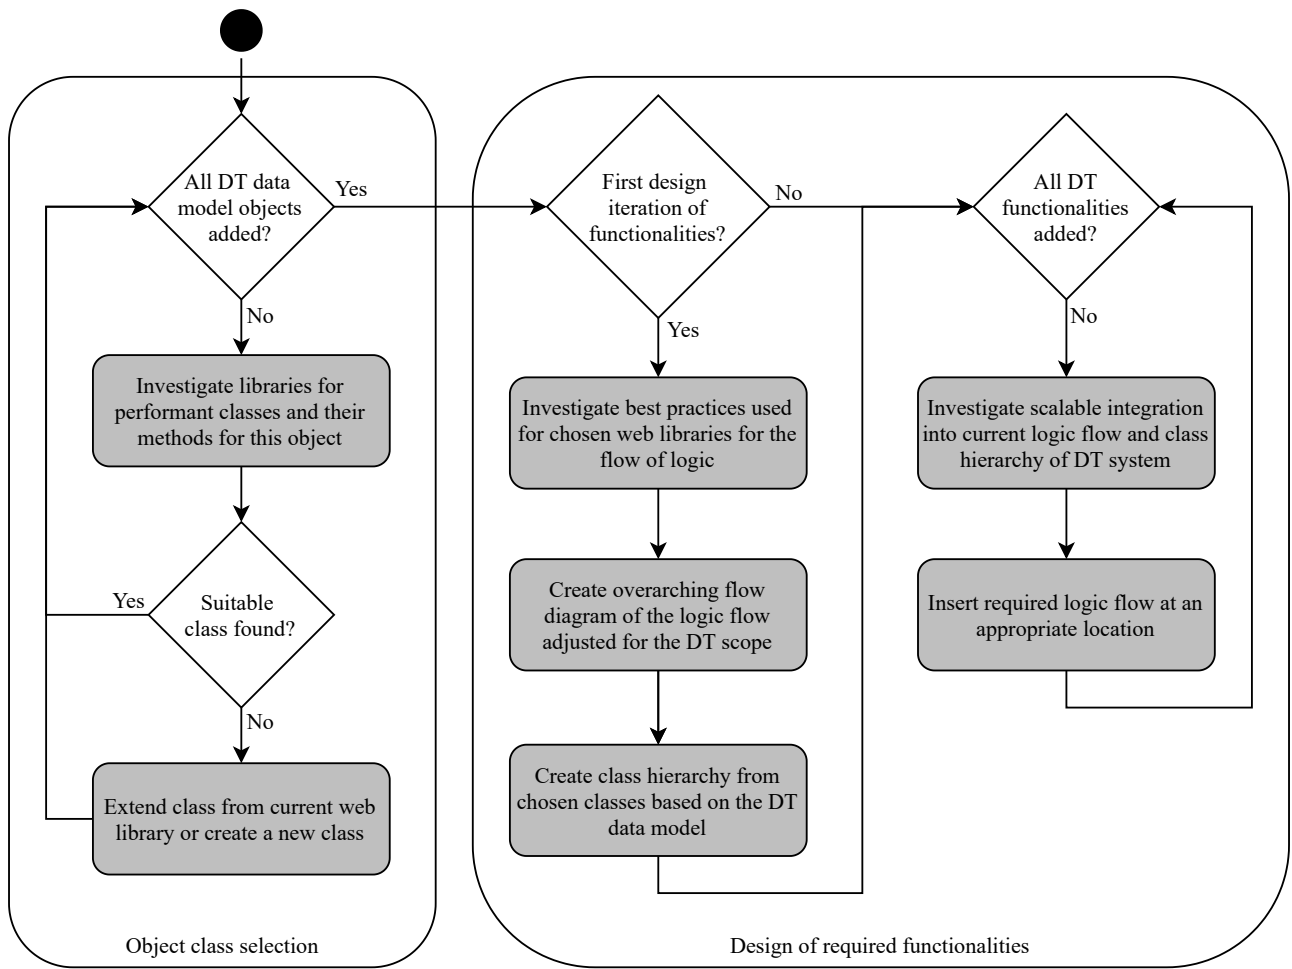 All DT data
model objects
added?
Yes
No
Investigate libraries for
performant classes and their
methods for this object
Suitable
class found?
Yes
No
Extend class from current web
library or create a new class
Object class selection
First design
iteration of
functionalities?
No
Yes
Investigate best practices used
for chosen web libraries for the
flow of logic
Create overarching flow
diagram of the logic flow
adjusted for the DT scope
Create class hierarchy from
chosen classes based on the DT
data model
All DT
functionalities
added?
No
Investigate scalable integration
into current logic flow and class
hierarchy of DT system
Insert required logic flow at an
appropriate location
Design of required functionalities